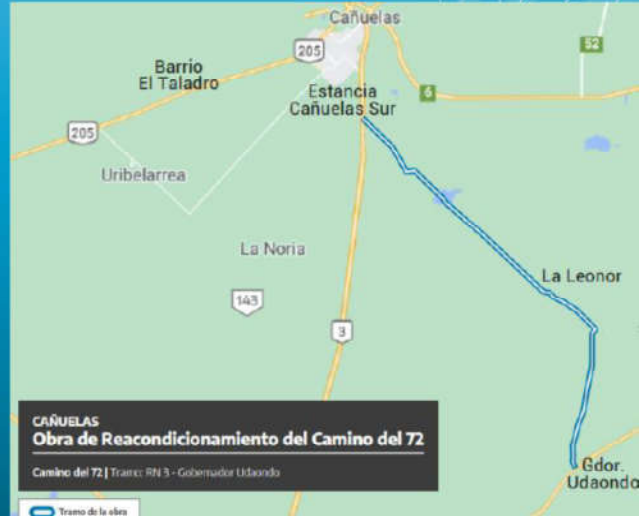 Cañuelas
52
205
Barrio
El Taladro
Estancia
Cañuelas Sur
6
205
Uribelarrea
La Noria
La Leonor
143
3
CAÑUELAS
Obra de Reacondicionamiento del Camino del 72
Camino del 72 | Tramo: RN 3 - Gobernador Udaondo
Gdor.
Udaondo
Tramo de la obra